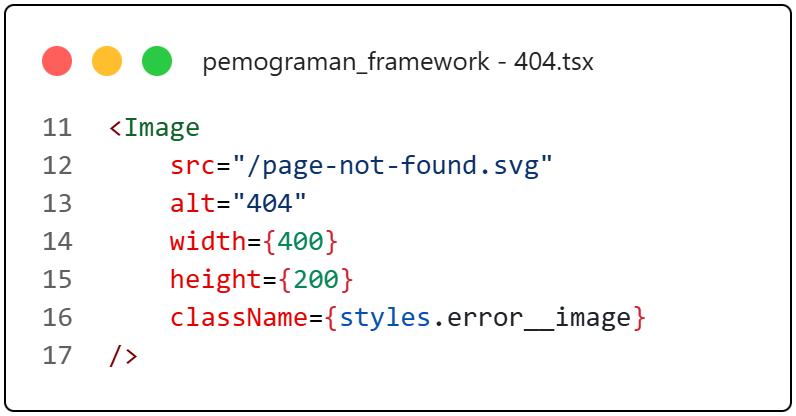 pemograman_framework - 404.tsx
11 <Image
12     src="/page-not-found.svg"
13     alt="404"
14     width={400}
15     height={200}
16     className={styles.error__image}
17 />